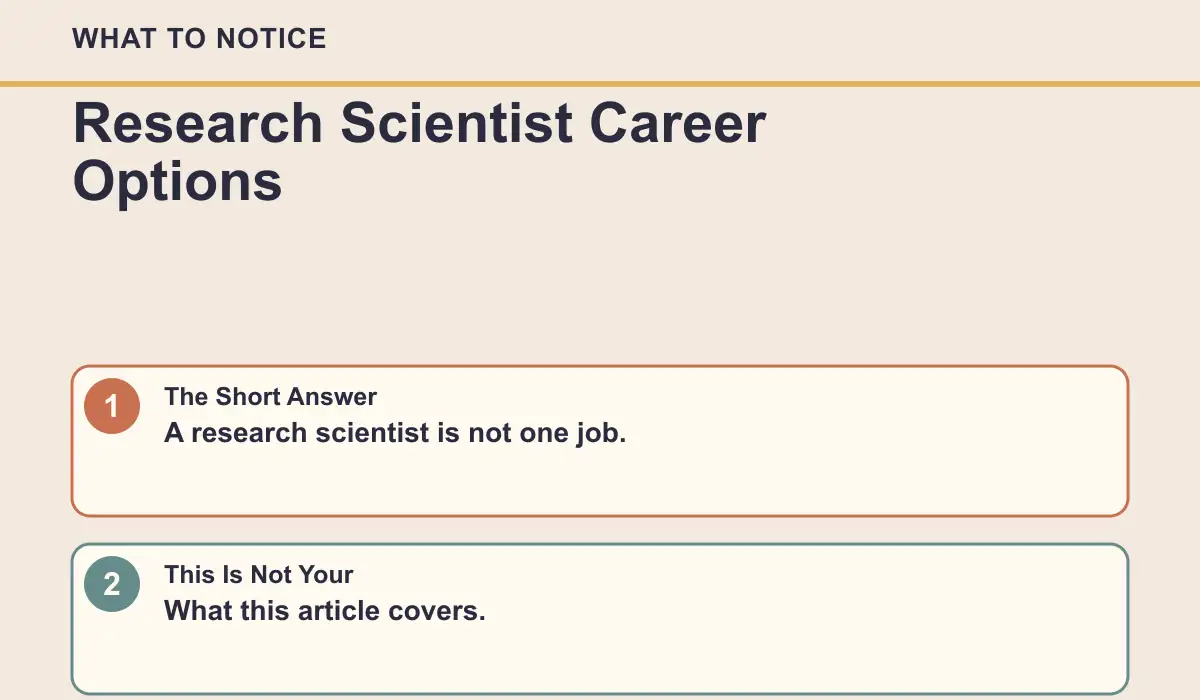 WHAT TO NOTICE
Research Scientist Career
Options
1
The Short Answer
A research scientist is not one job.
2
This Is Not Your
What this article covers.